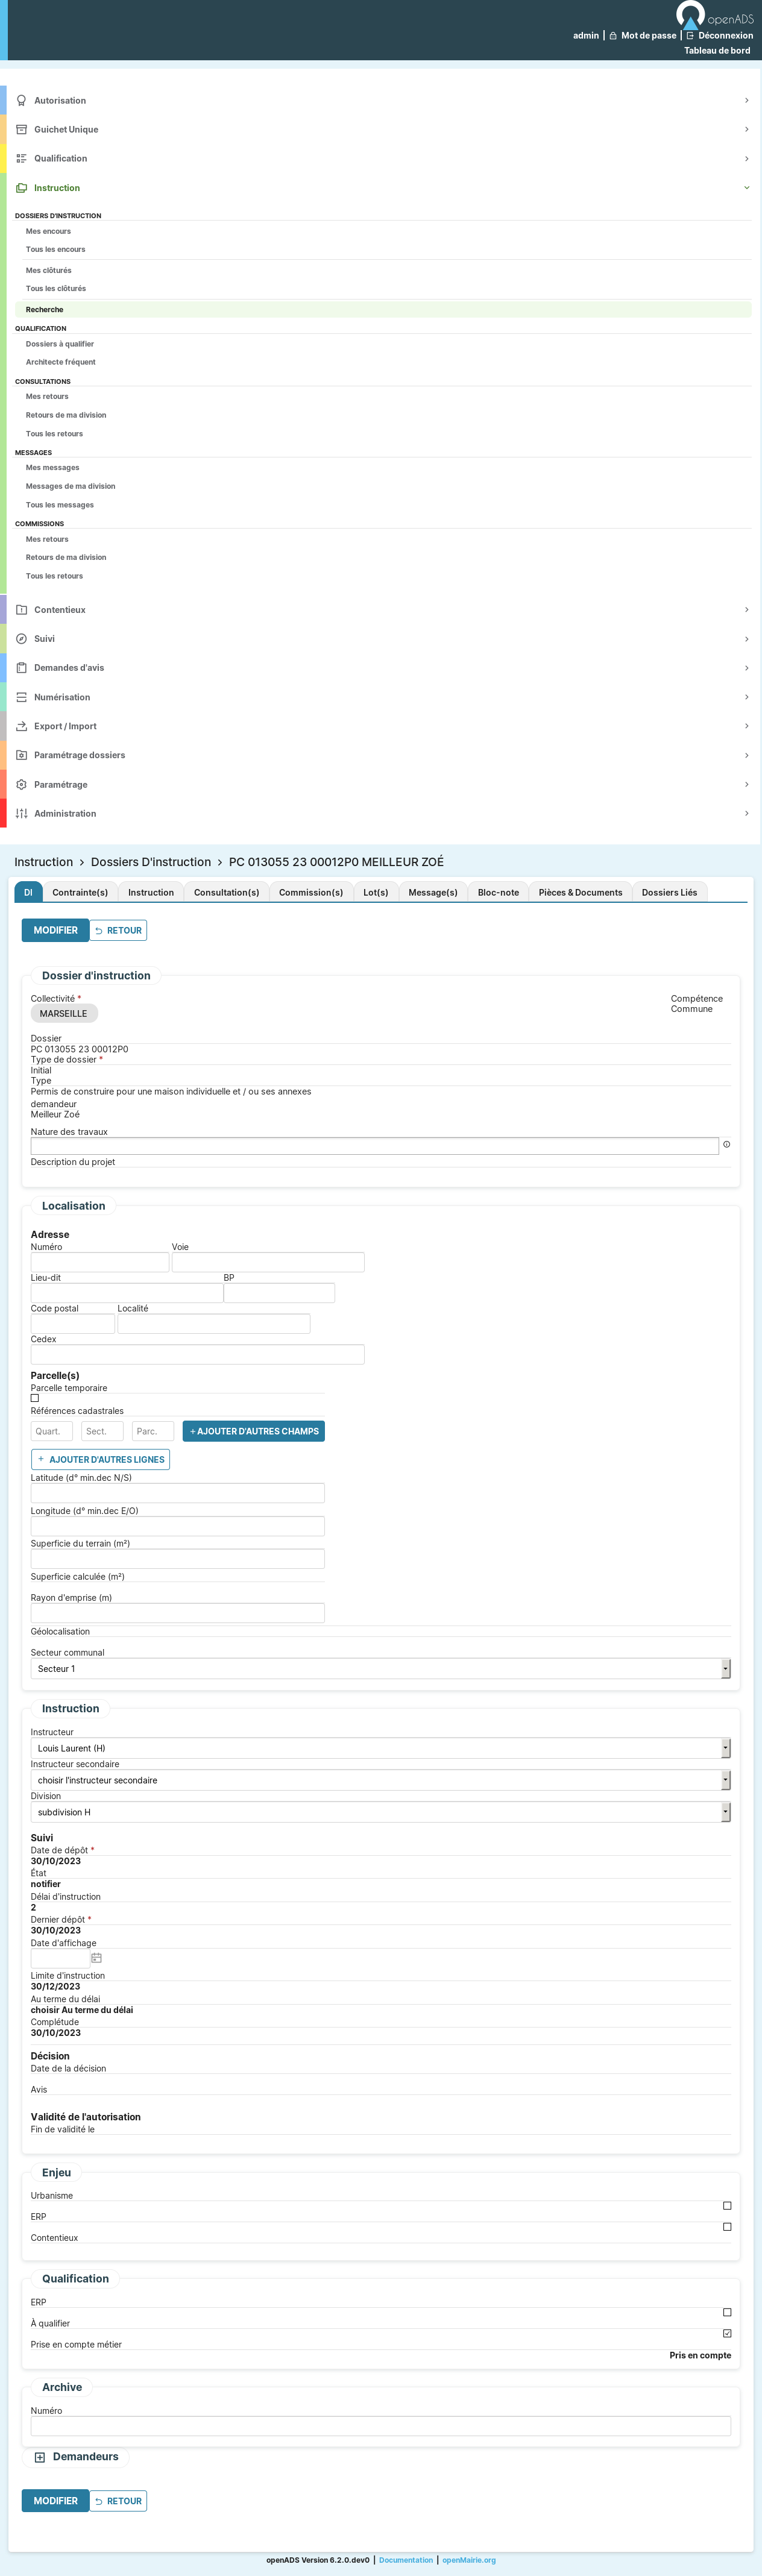 openADS
admin | Mot de passe | Déconnexion
Tableau de bord
Autorisation
Guichet Unique
Qualification
Instruction
DOSSIERS D'INSTRUCTION
Mes encours
Tous les encours
Mes clôturés
Tous les clôturés
Recherche
QUALIFICATION
Dossiers à qualifier
Architecte fréquent
CONSULTATIONS
Mes retours
Retours de ma division
Tous les retours
MESSAGES
Mes messages
Messages de ma division
Tous les messages
COMMISSIONS
Mes retours
Retours de ma division
Tous les retours
Contentieux
Suivi
Demandes d'avis
Numérisation
Export / Import
Paramétrage dossiers
Paramétrage
Administration
Instruction > Dossiers D'instruction > PC 013055 23 00012P0 MEILLEUR ZOÉ
DI Contrainte(s) Instruction Consultation(s) Commission(s) Lot(s) Message(s) Bloc-note Pièces & Documents Dossiers Liés
MODIFIER RETOUR
Dossier d'instruction
Collectivité * Compétence
MARSEILLE Commune
Dossier
PC 013055 23 00012P0
Type de dossier *
Initial
Type
Permis de construire pour une maison individuelle et / ou ses annexes
demandeur
Meilleur Zoé
Nature des travaux
Description du projet
Localisation
Adresse
Numéro Voie
Lieu-dit BP
Code postal Localité
Cedex
Parcelle(s)
Parcelle temporaire
Références cadastrales
Quart. Sect. Parc. +AJOUTER D'AUTRES CHAMPS
+ AJOUTER D'AUTRES LIGNES
Latitude (d° min.dec N/S)
Longitude (d° min.dec E/O)
Superficie du terrain (m²)
Superficie calculée (m²)
Rayon d'emprise (m)
Géolocalisation
Secteur communal
Secteur 1
Instruction
Instructeur
Louis Laurent (H)
Instructeur secondaire
choisir l'instructeur secondaire
Division
subdivision H
Suivi
Date de dépôt *
30/10/2023
État
notifier
Délai d'instruction
2
Dernier dépôt *
30/10/2023
Date d'affichage
Limite d'instruction
30/12/2023
Au terme du délai
choisir Au terme du délai
Complétude
30/10/2023
Décision
Date de la décision
Avis
Validité de l'autorisation
Fin de validité le
Enjeu
Urbanisme
ERP
Contentieux
Qualification
ERP
À qualifier
Prise en compte métier
Pris en compte
Archive
Numéro
Demandeurs
MODIFIER RETOUR
openADS Version 6.2.0.dev0 | Documentation | openMairie.org